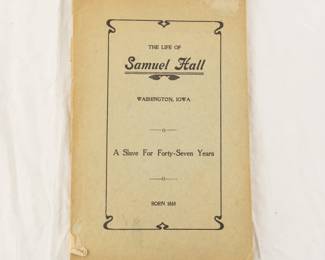 THE LIFE OF
Samuel Hall
WASHINGTON, IOWA
A Slave For Forty-Seven Years
BORN 1818